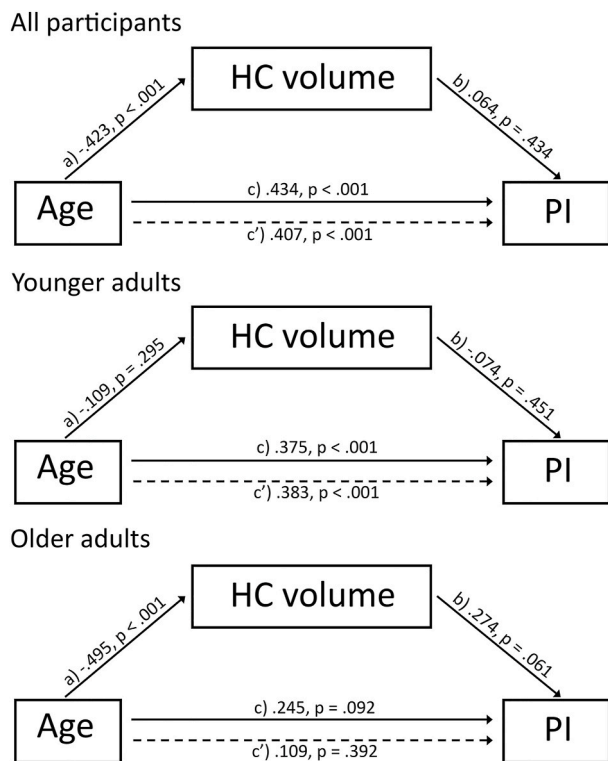 All participants
HC volume
a) -.423, p < .001
b) .064, p = .434
Age
c) .434, p < .001
c’) .407, p < .001
PI
Younger adults
HC volume
a) -.109, p = .295
b) -.074, p = .451
Age
c) .375, p < .001
c’) .383, p < .001
PI
Older adults
HC volume
a) -.495, p < .001
b) .274, p = .061
Age
c) .245, p = .092
c’) .109, p = .392
PI